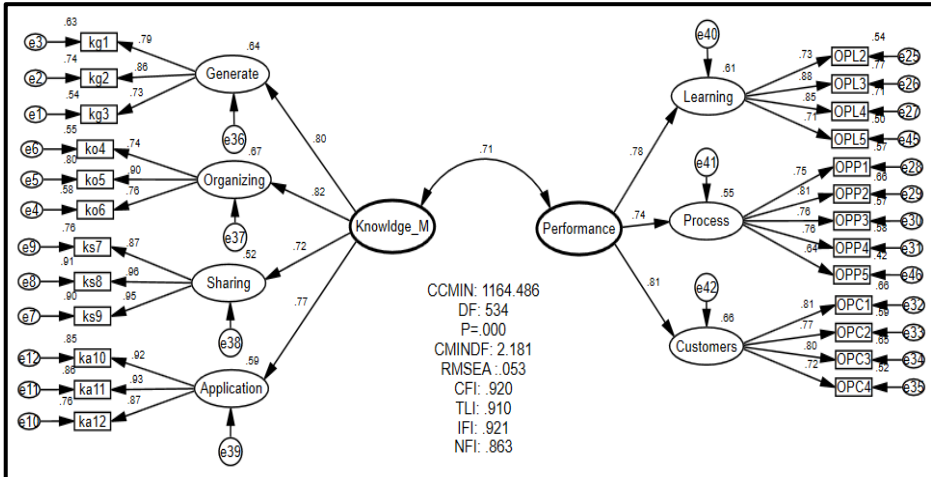 .63
e3 kg1 .79
.74
e2 kg2 .86
.54
e1 kg3 .73
.64
Generate
e36
.55
e6 ko4 .74
.80
e5 ko5 .90
.58
e4 ko6 .76
.67
Organizing
e37
.76
e9 ks7 .87
.91
e8 ks8 .96
.90
e7 ks9 .95
.52
Sharing
e38
.85
e12 ka10 .92
.86
e11 ka11 .93
.76
e10 ka12 .87
.59
Application
e39
.80
.82
.72
.77
Knowldge_M
.71
Performance
CCMIN: 1164.486
DF: 534
P=.000
CMINDF: 2.181
RMSEA :.053
CFI: .920
TLI: .910
IFI: .921
NFI: .863
.78
.74
.81
e40
.61
Learning
.54
.73 OPL2 e25
.77
.88 OPL3 e26
.71
.85 OPL4 e27
.50
.71 OPL5 e45
e41
.55
Process
.57
.75 OPP1 e28
.66
.81 OPP2 e29
.57
.76 OPP3 e30
.58
.76 OPP4 e31
.42
.64 OPP5 e46
e42
.66
Customers
.66
.81 OPC1 e32
.59
.77 OPC2 e33
.65
.80 OPC3 e34
.52
.72 OPC4 e35